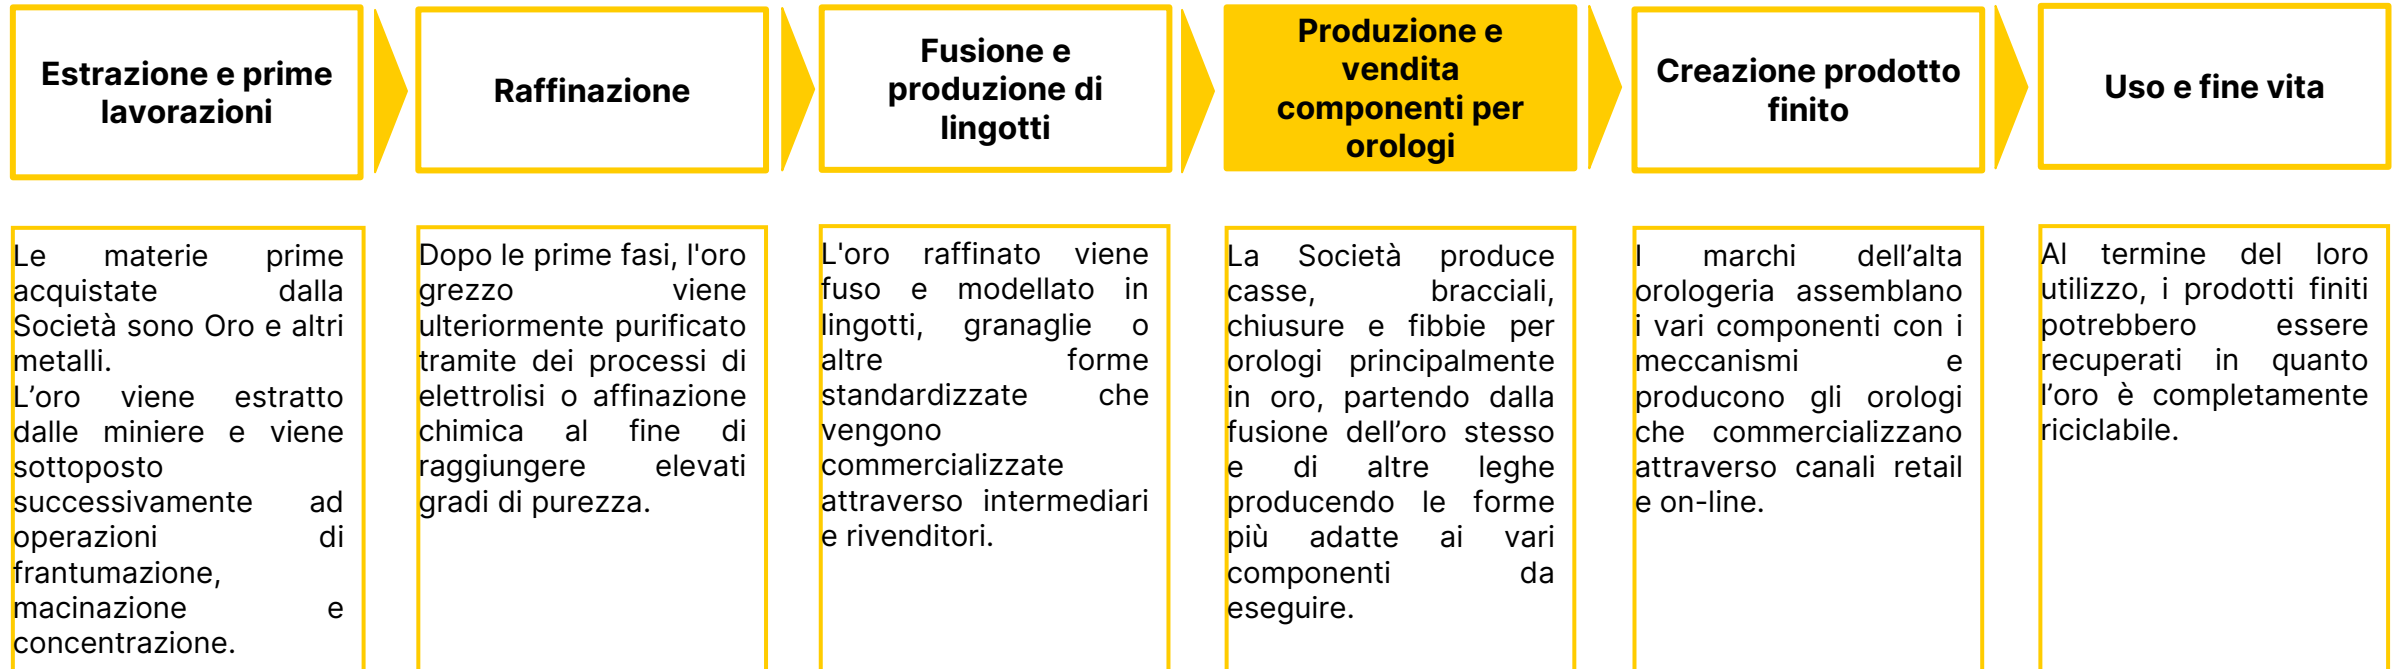 Estrazione e prime
lavorazioni
Raffinazione
Fusione e
produzione di
lingotti
Produzione e
vendita
componenti per
orologi
Creazione prodotto
finito
Uso e fine vita
Le materie prime
acquistate dalla
Società sono Oro e altri
metalli.
L’oro viene estratto
dalle miniere e viene
sottoposto
successivamente ad
operazioni di
frantumazione,
macinazione e
concentrazione.
Dopo le prime fasi, l'oro
grezzo viene
ulteriormente purificato
tramite dei processi di
elettrolisi o affinazione
chimica al fine di
raggiungere elevati
gradi di purezza.
L'oro raffinato viene
fuso e modellato in
lingotti, granaglie o
altre forme
standardizzate che
vengono
commercializzate
attraverso intermediari
e rivenditori.
La Società produce
casse, bracciali,
chiusure e fibbie per
orologi principalmente
in oro, partendo dalla
fusione dell’oro stesso
e di altre leghe
producendo le forme
più adatte ai vari
componenti da
eseguire.
I marchi dell’alta
orologeria assemblano
i vari componenti con i
meccanismi e
producono gli orologi
che commercializzano
attraverso canali retail
e on-line.
Al termine del loro
utilizzo, i prodotti finiti
potrebbero essere
recuperati in quanto
l’oro è completamente
riciclabile.